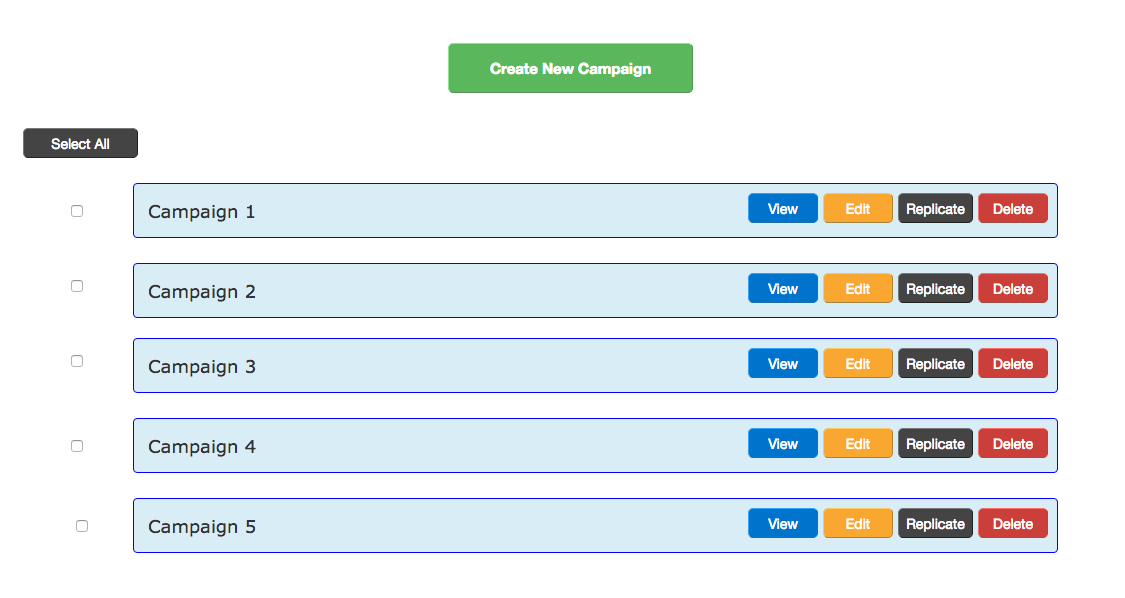 Create New Campaign
Select All
Campaign 1 View Edit Replicate Delete
Campaign 2 View Edit Replicate Delete
Campaign 3 View Edit Replicate Delete
Campaign 4 View Edit Replicate Delete
Campaign 5 View Edit Replicate Delete